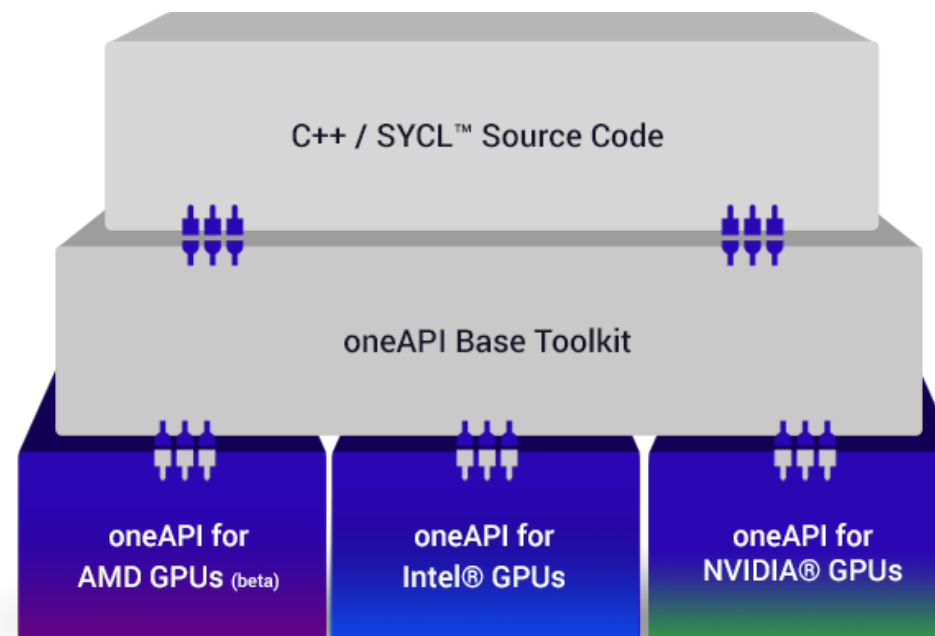 C++ / SYCL™ Source Code
oneAPI Base Toolkit
oneAPI for
AMD GPUs (beta)
oneAPI for
Intel® GPUs
oneAPI for
NVIDIA® GPUs